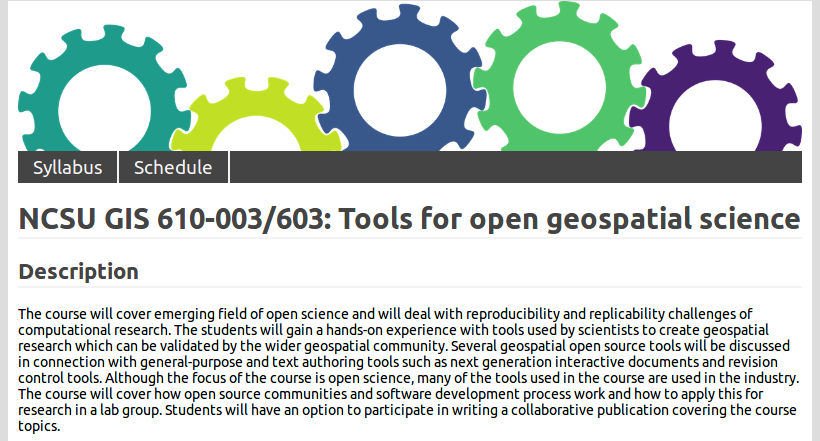 Syllabus Schedule
NCSU GIS 610-003/603: Tools for open geospatial science
Description
The course will cover emerging field of open science and will deal with reproducibility and replicability challenges of
computational research. The students will gain a hands-on experience with tools used by scientists to create geospatial
research which can be validated by the wider geospatial community. Several geospatial open source tools will be discussed
in connection with general-purpose and text authoring tools such as next generation interactive documents and revision
control tools. Although the focus of the course is open science, many of the tools used in the course are used in the industry.
The course will cover how open source communities and software development process work and how to apply this for
research in a lab group. Students will have an option to participate in writing a collaborative publication covering the course
topics.